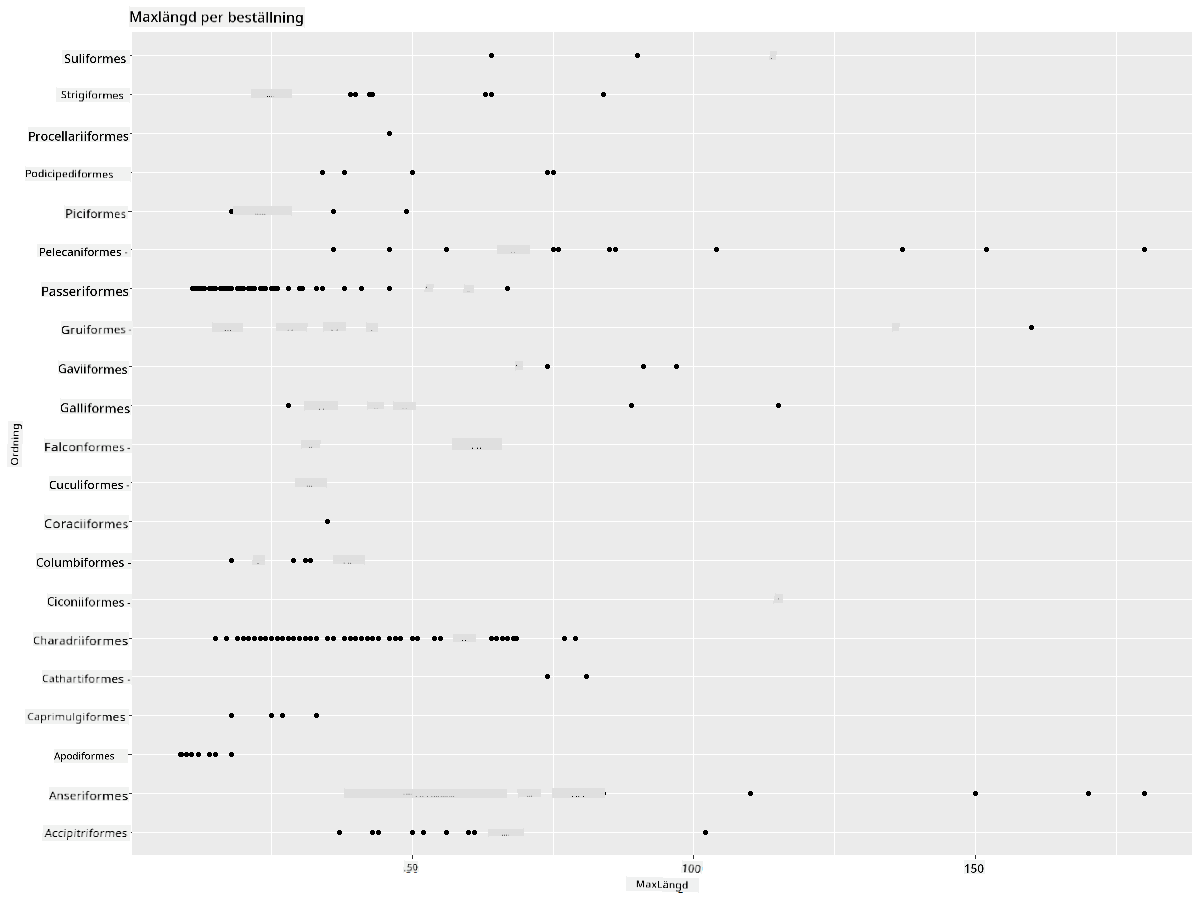 Maxlängd per beställning
Suliformes
Strigiformes
Procellariiformes
Podicipediformes
Piciformes
Pelecaniformes
Passeriformes
Gruiformes
Gaviiformes
Galliformes
Falconformes
Cuculiformes
Coraciiformes
Columbiformes
Ciconiiformes
Charadriiformes
Cathartiformes
Caprimulgiformes
Apodiformes
Anseriformes
Accipitriformes
Ordning
59 100 150
MaxLängd